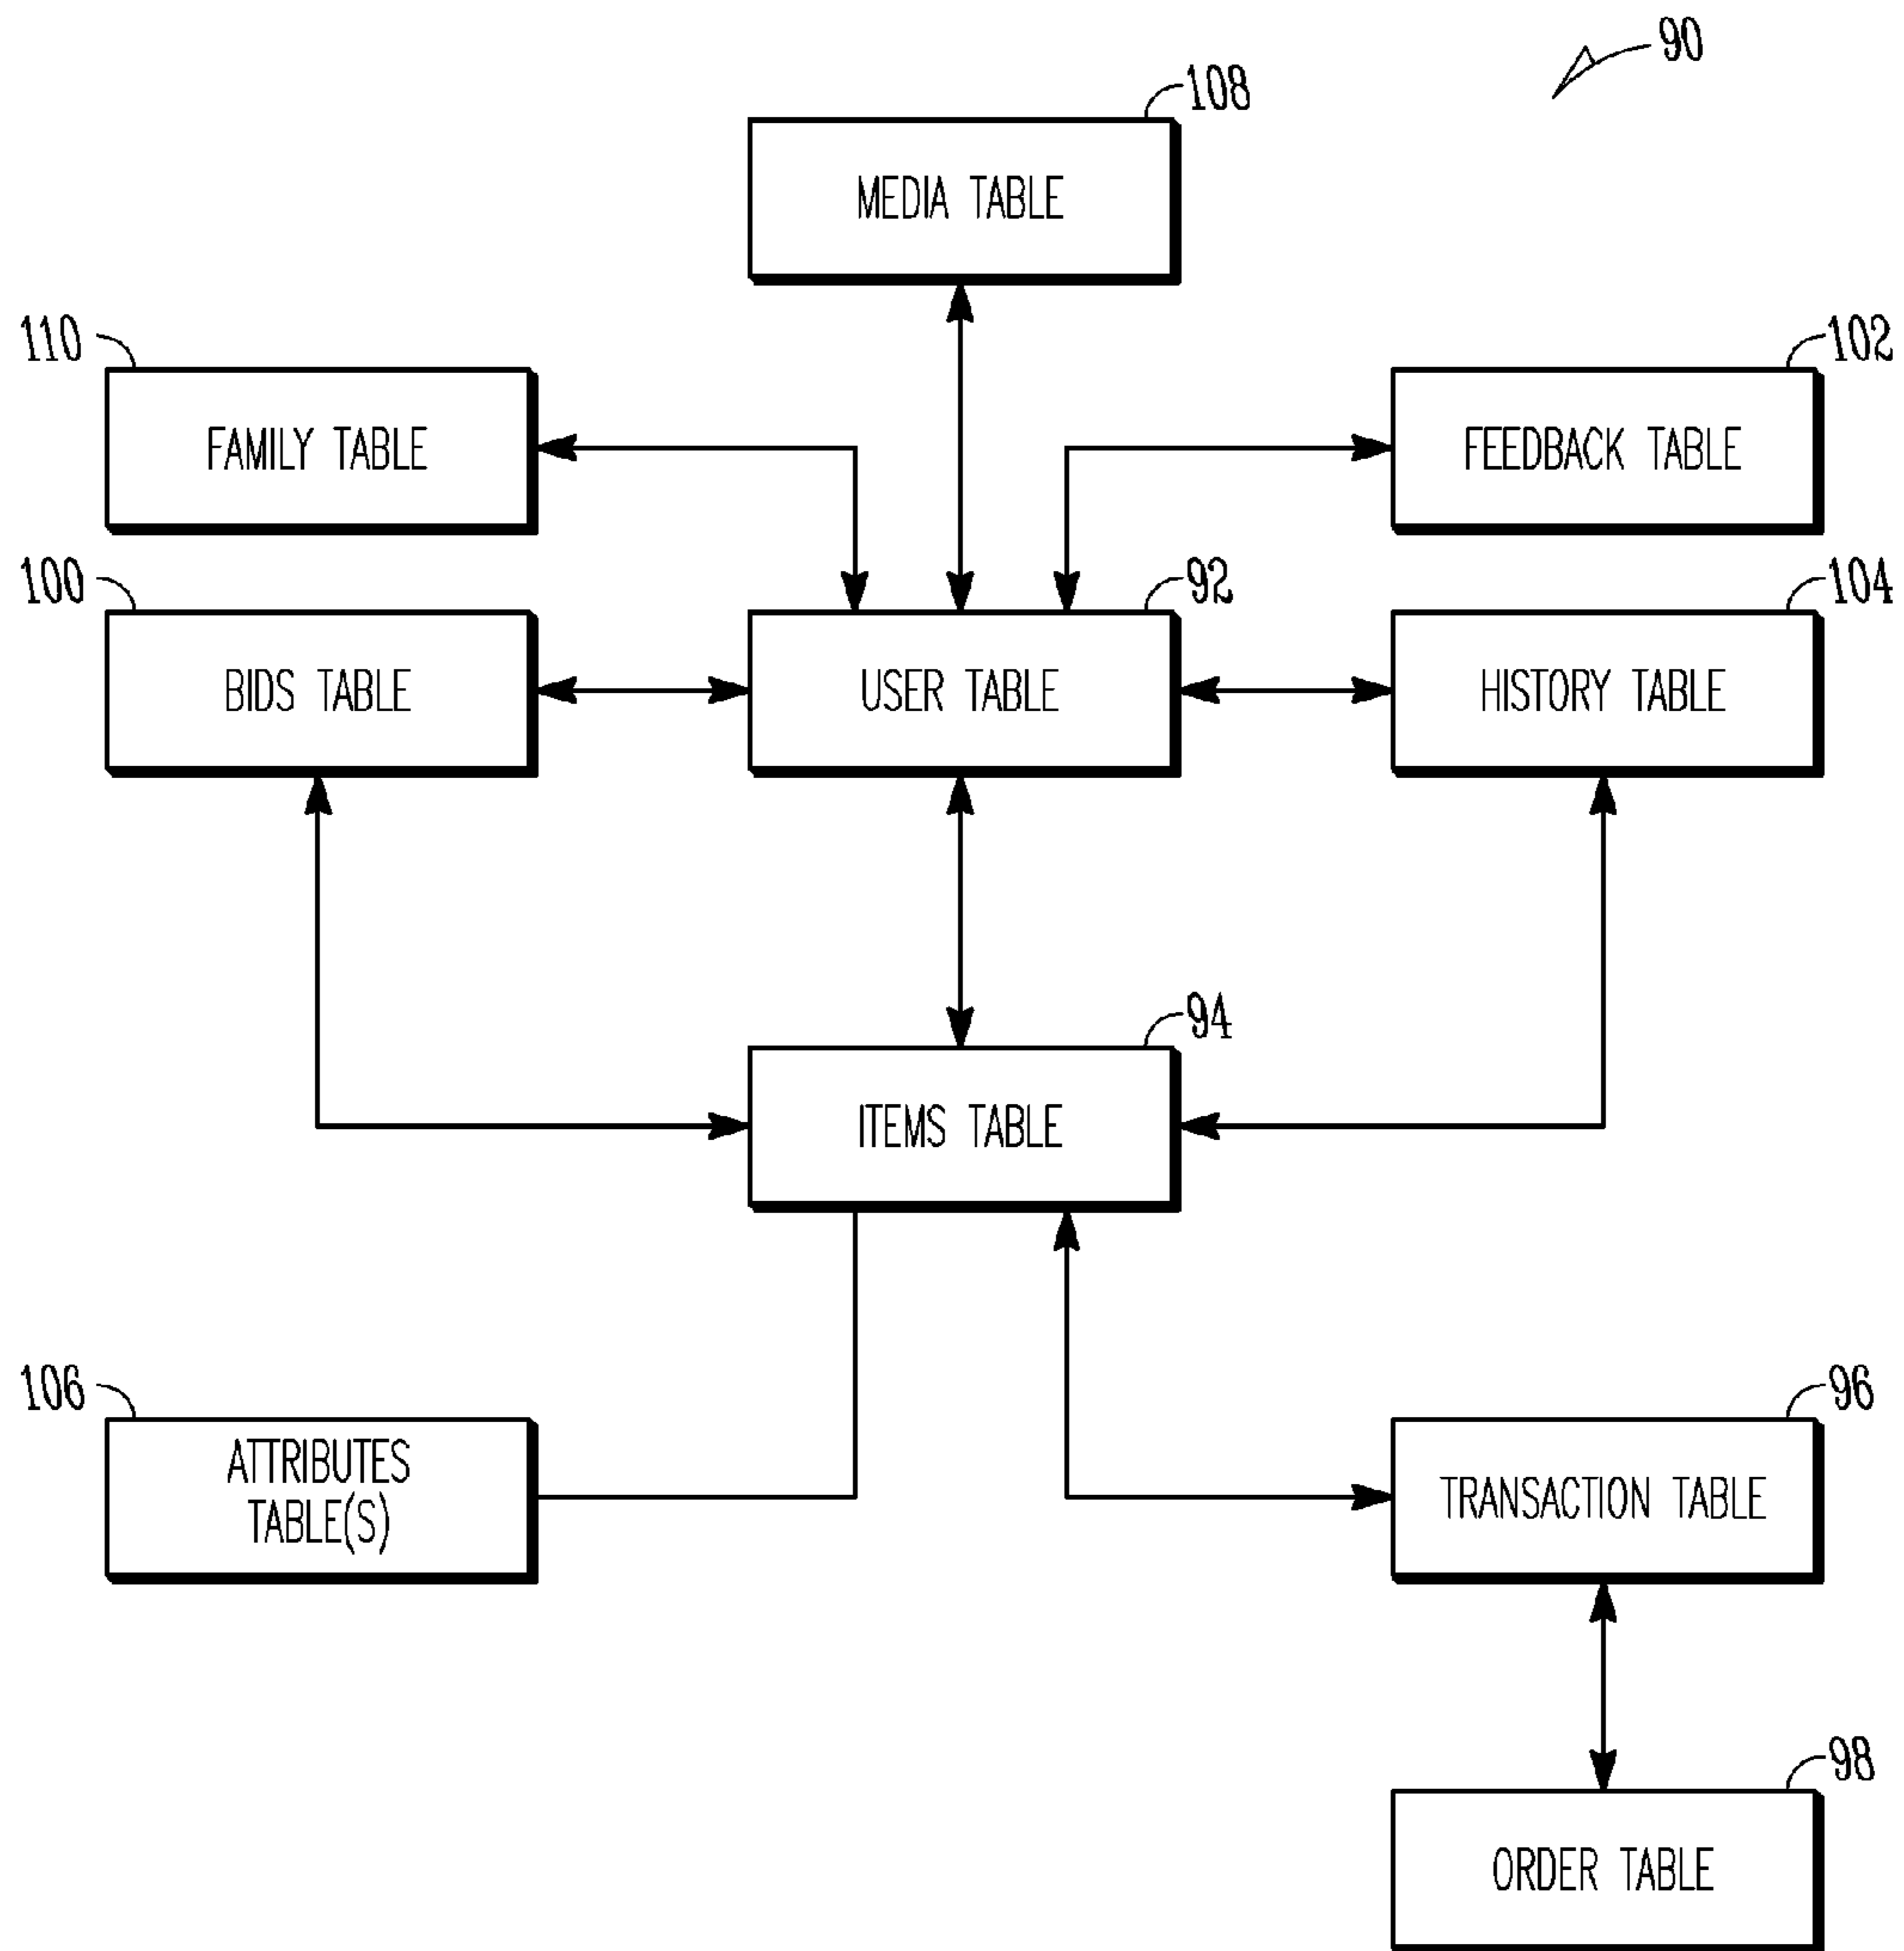 90
108
MEDIA TABLE
110
FAMILY TABLE
102
FEEDBACK TABLE
100
BIDS TABLE
92
USER TABLE
104
HISTORY TABLE
94
ITEMS TABLE
106
ATTRIBUTES
TABLE(S)
96
TRANSACTION TABLE
98
ORDER TABLE